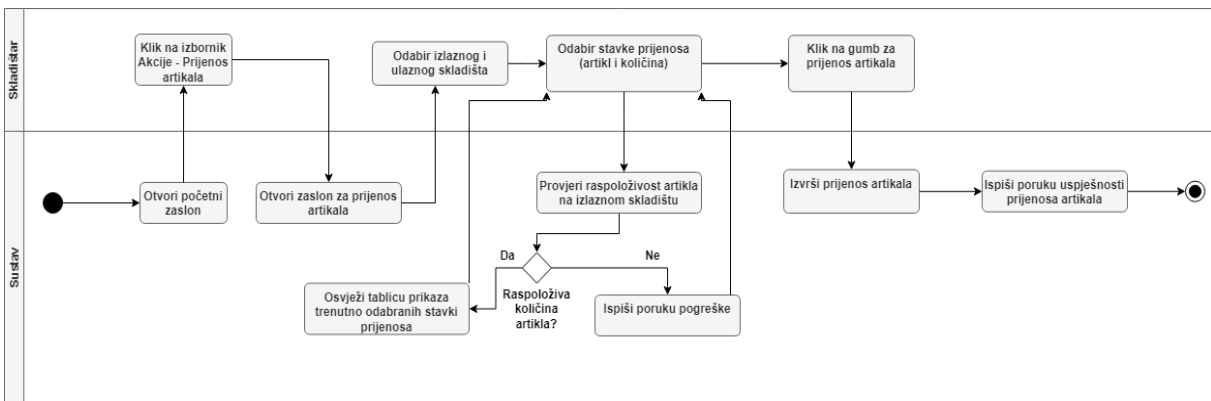 Skladištar
Klik na izbornik
Akcije - Prijenos
artikala
Odabir izlaznog i
ulaznog skladišta
Odabir stavke prijenosa
(artikl i količina)
Klik na gumb za
prijenos artikala
Sustav
Otvori početni
zaslon
Otvori zaslon za prijenos
artikala
Provjeri raspoloživost artikla
na izlaznom skladištu
Izvrši prijenos artikala
Ispiši poruku uspješnosti
prijenosa artikala
Da
Ne
Raspoloživa
količina
artikla?
Osvježi tablicu prikaza
trenutno odabranih stavki
prijenosa
Ispiši poruku pogreške